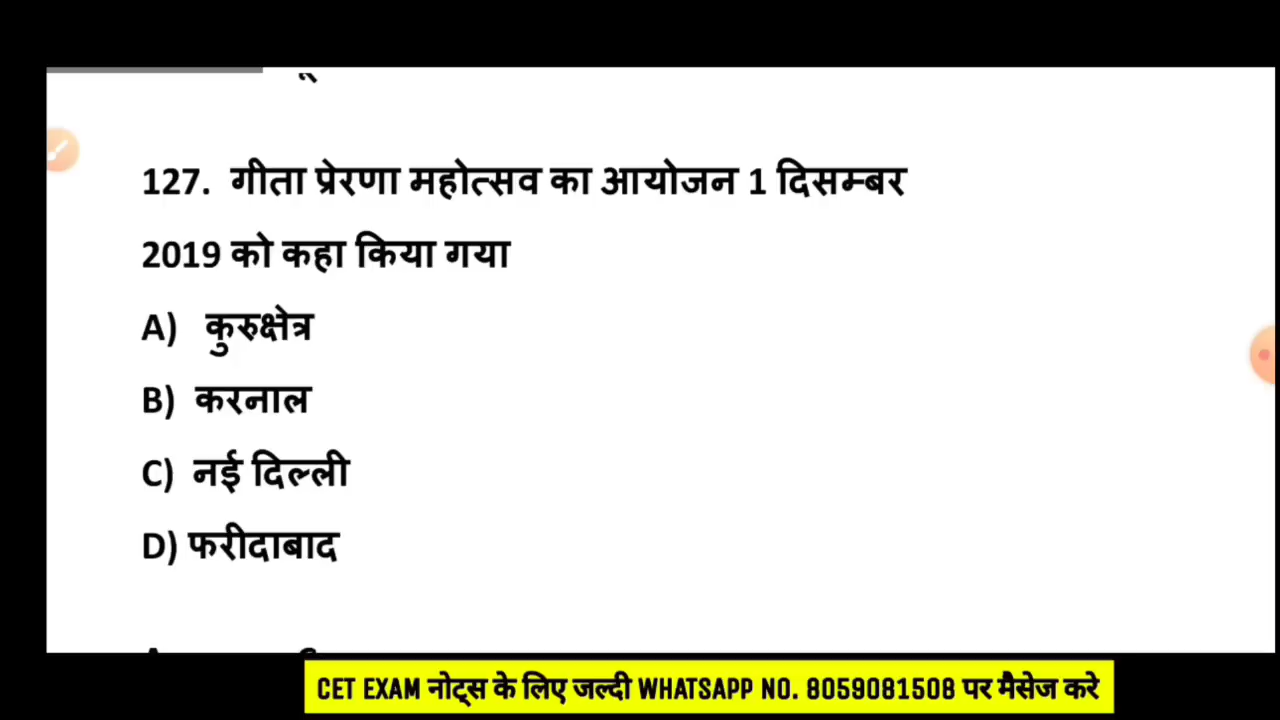 127. गीता प्रेरणा महोत्सव का आयोजन 1 दिसम्बर
2019 को कहा किया गया
A) कुरुक्षेत्र
B) करनाल
C) नई दिल्ली
D) फरीदाबाद
CET EXAM नोट्स के लिए जल्दी WHATSAPP NO. 8059081508 पर मैसेज करे